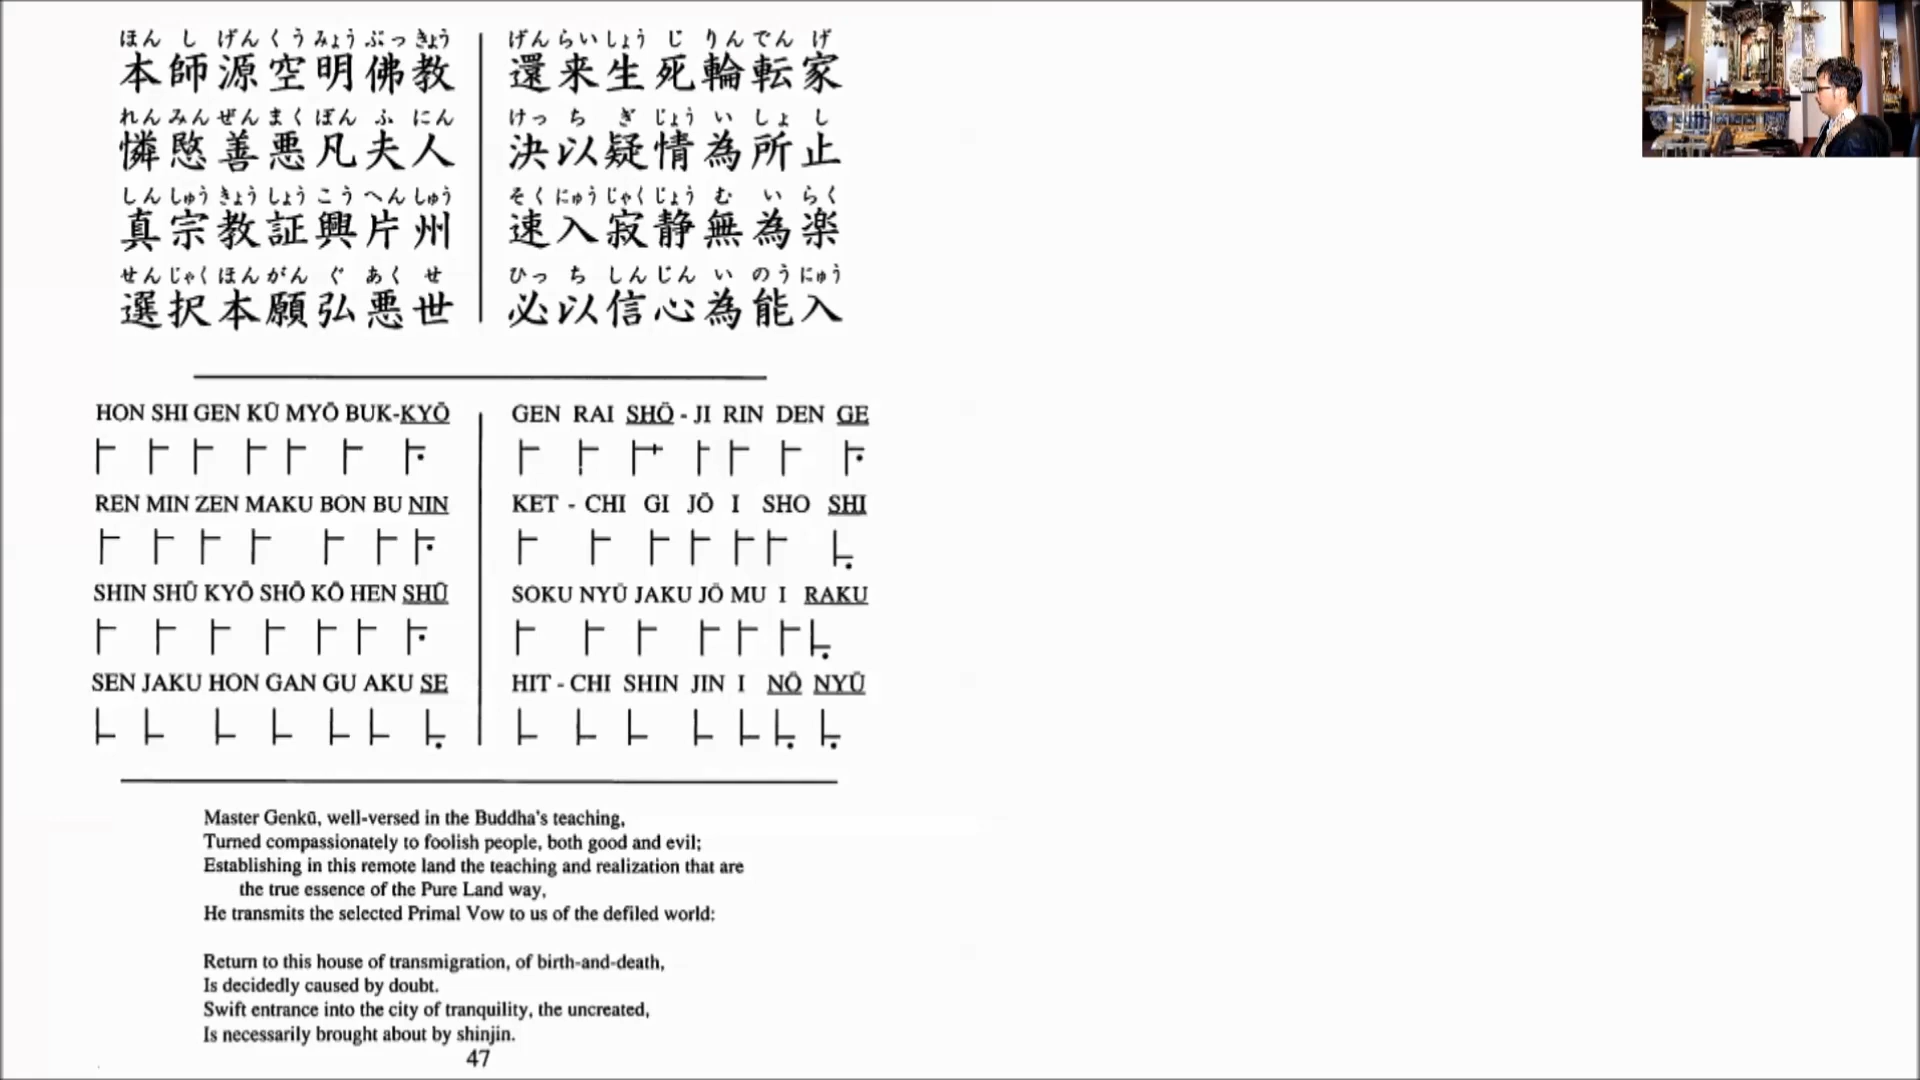 ほん し げん くう みょう ぶっ きょう
本師源空明佛教
れん みん ぜん まく ぼん ふ にん
憐愍善悪凡夫人
しん しゅう きょう しょう こう へん しゅう
真宗教証興片州
せん じゃく ほん がん ぐ あく せ
選択本願弘悪世
げん らい しょう じ りん でん げ
還来生死輪転家
けっ ち ぎ じょう い しょ し
決以疑情為所止
そく にゅう じゃく じょう む い らく
速入寂静無為楽
ひっ ち しん じん い のう にゅう
必以信心為能入
HON SHI GEN KŪ MYŌ BUK-KYŌ
REN MIN ZEN MAKU BON BU NIN
SHIN SHŪ KYŌ SHŌ KŌ HEN SHŪ
SEN JAKU HON GAN GU AKU SE
GEN RAI SHŌ - JI RIN DEN GE
KET - CHI GI JŌ I SHO SHI
SOKU NYŪ JAKU JŌ MU I RAKU
HIT - CHI SHIN JIN I NŌ NYŪ
Master Genkū, well-versed in the Buddha's teaching,
Turned compassionately to foolish people, both good and evil;
Establishing in this remote land the teaching and realization that are
the true essence of the Pure Land way,
He transmits the selected Primal Vow to us of the defiled world:
Return to this house of transmigration, of birth-and-death,
Is decidedly caused by doubt.
Swift entrance into the city of tranquility, the uncreated,
Is necessarily brought about by shinjin.
47